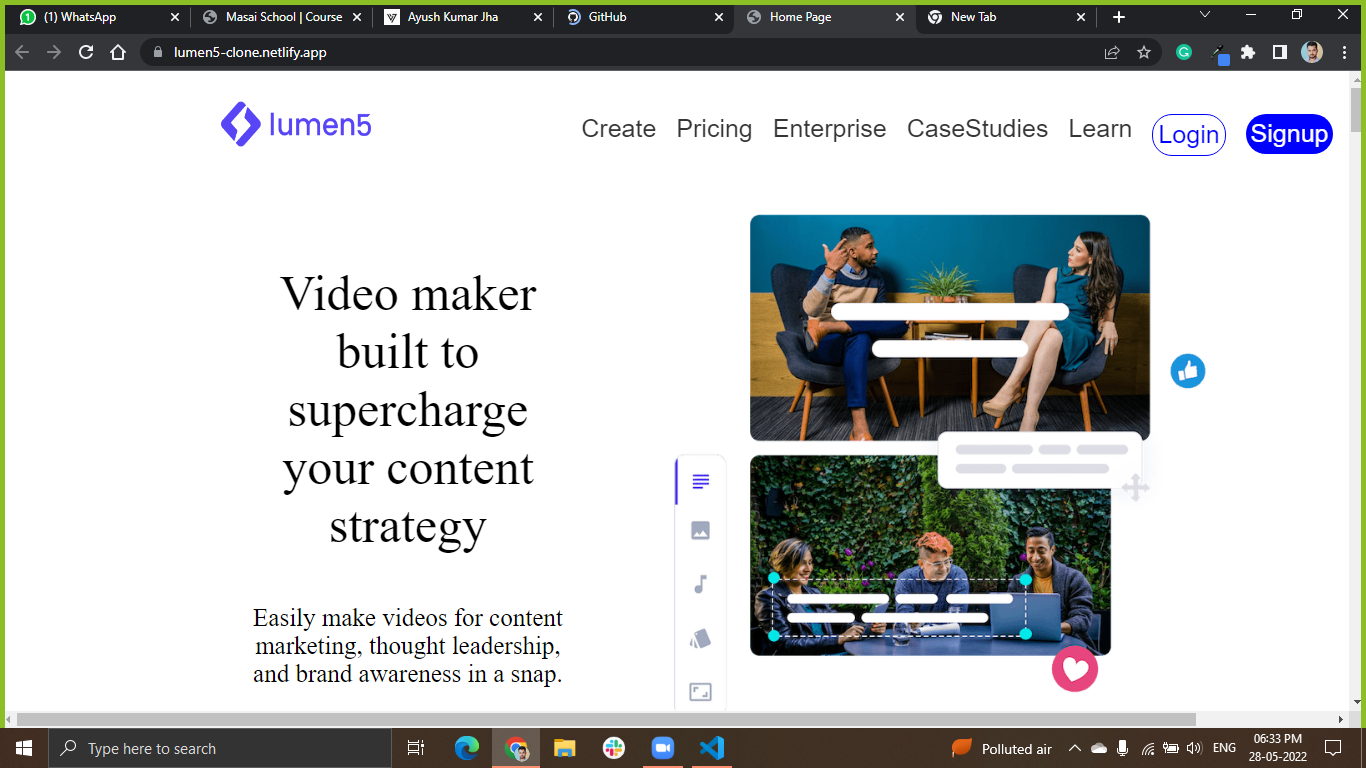 (1) WhatsApp
Masai School | Course
Ayush Kumar Jha
GitHub
Home Page
New Tab
lumen5-clone.netlify.app
lumen5
Create Pricing Enterprise CaseStudies Learn Login Signup
Video maker
built to
supercharge
your content
strategy
Easily make videos for content
marketing, thought leadership,
and brand awareness in a snap.
Type here to search
Polluted air
ENG
06:33 PM
28-05-2022